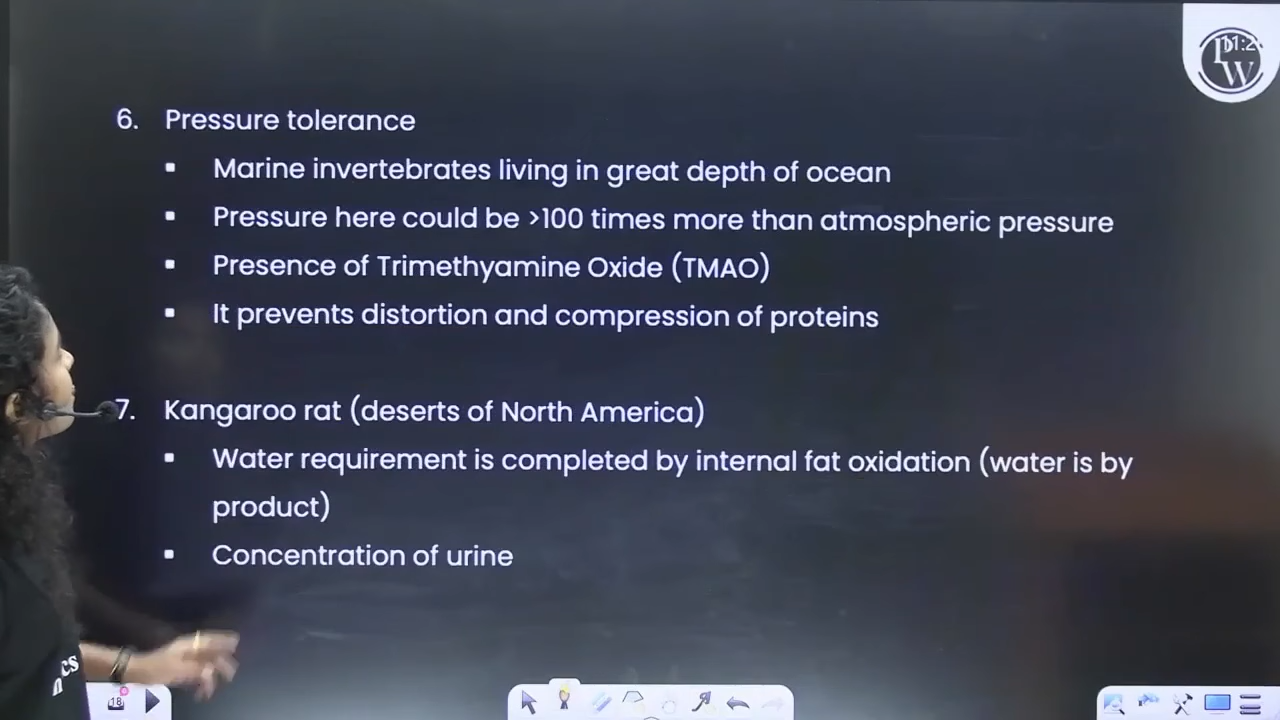 6. Pressure tolerance
▪ Marine invertebrates living in great depth of ocean
▪ Pressure here could be >100 times more than atmospheric pressure
▪ Presence of Trimethyamine Oxide (TMAO)
▪ It prevents distortion and compression of proteins
7. Kangaroo rat (deserts of North America)
▪ Water requirement is completed by internal fat oxidation (water is by
product)
▪ Concentration of urine
18